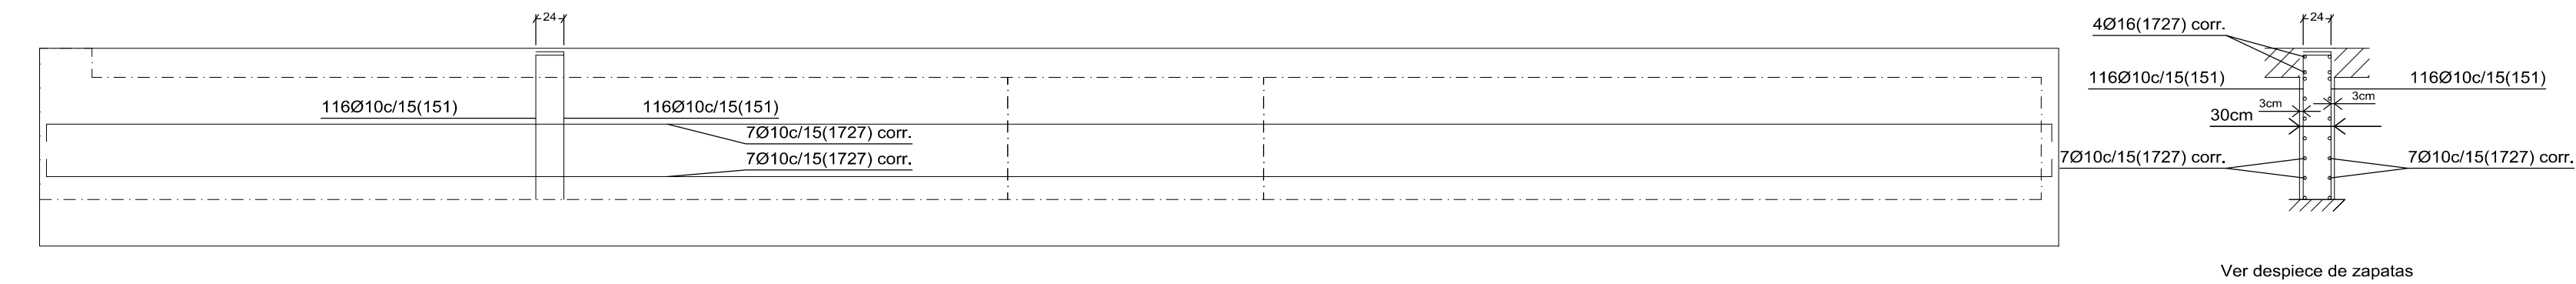 24
116Ø10c/15(151)
116Ø10c/15(151)
7Ø10c/15(1727) corr.
7Ø10c/15(1727) corr.
24
4Ø16(1727) corr.
116Ø10c/15(151)
116Ø10c/15(151)
3cm
3cm
30cm
7Ø10c/15(1727) corr.
7Ø10c/15(1727) corr.
Ver despiece de zapatas